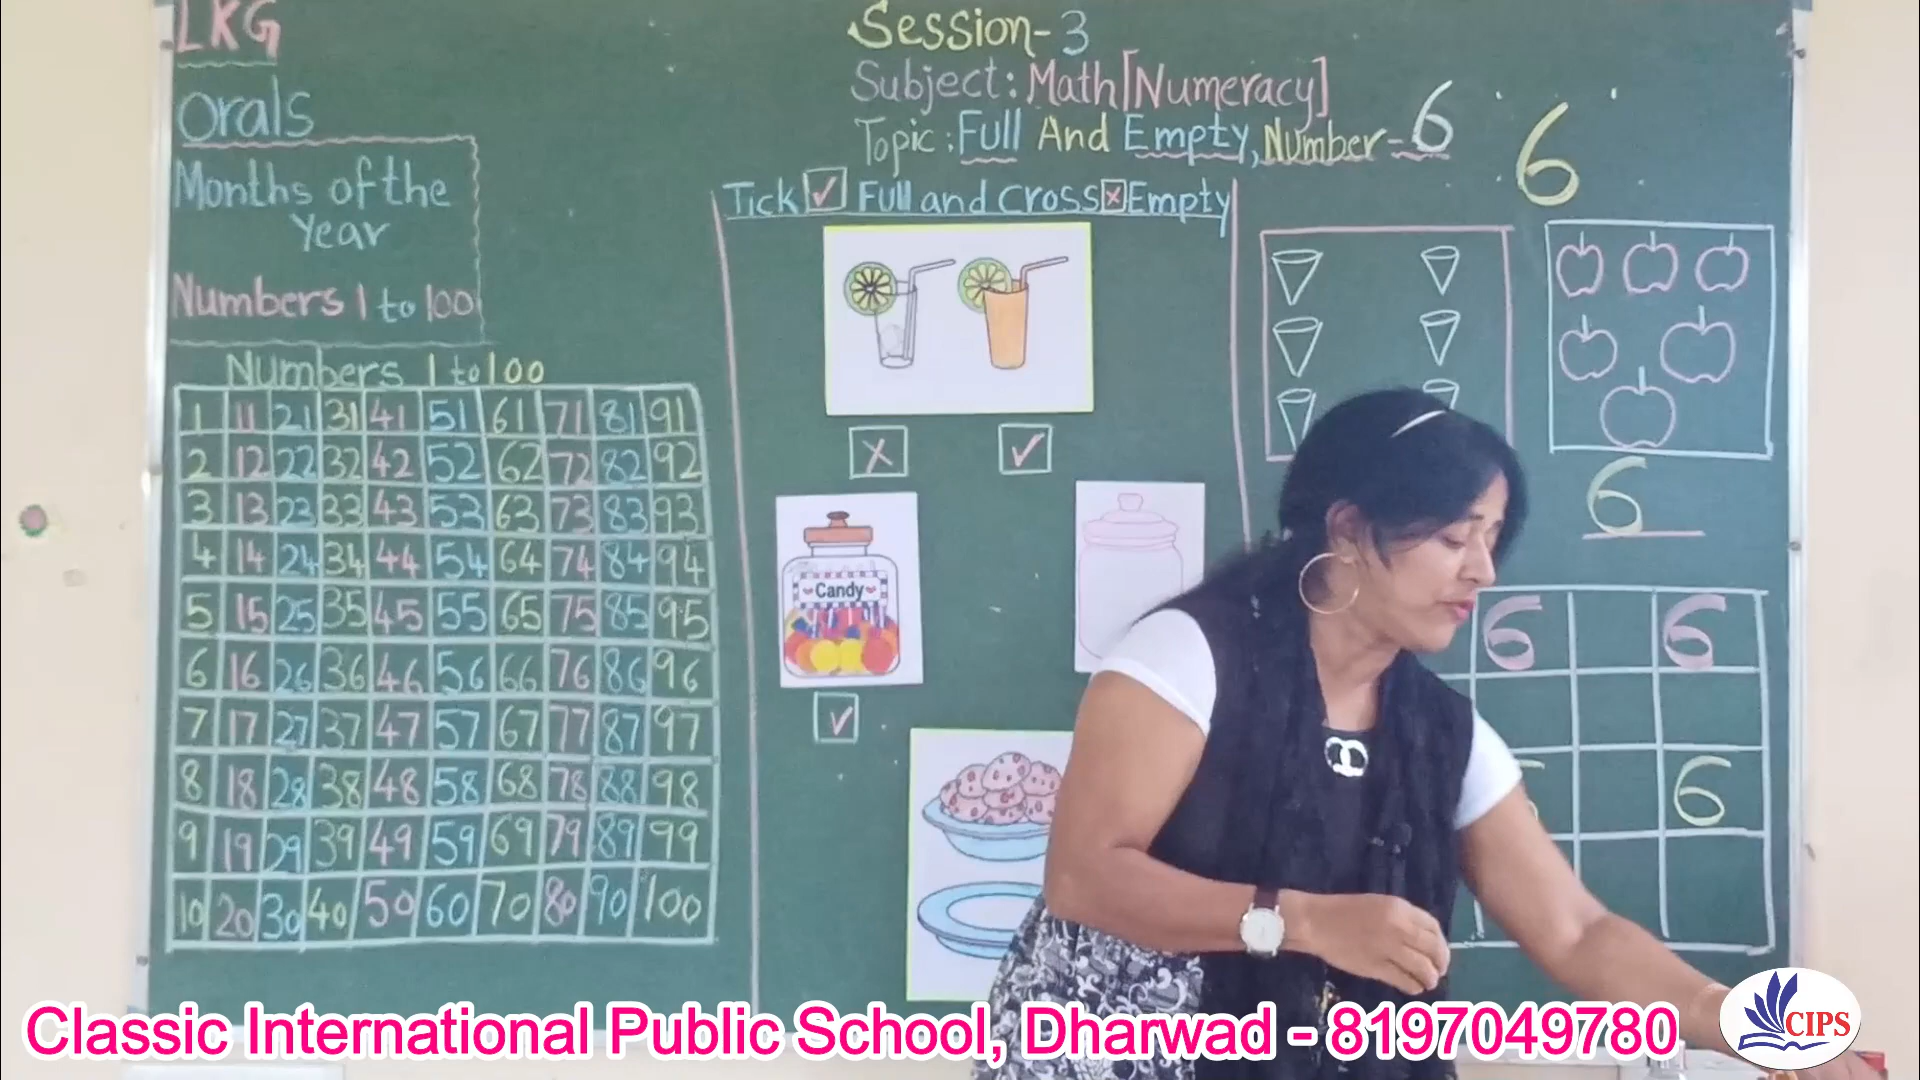 LKG
Orals
Months of the
Year
Numbers 1 to 100
Numbers 1 to 100
1 11 21 31 41 51 61 71 81 91
2 12 22 32 42 52 62 72 82 92
3 13 23 33 43 53 63 73 83 93
4 14 24 34 44 54 64 74 84 94
5 15 25 35 45 55 65 75 85 95
6 16 26 36 46 56 66 76 86 96
7 17 27 37 47 57 67 77 87 97
8 18 28 38 48 58 68 78 88 98
9 19 29 39 49 59 69 79 89 99
10 20 30 40 50 60 70 80 90 100
Session-3
Subject: Math[Numeracy]
Topic: Full And Empty, Number-6
6
Tick ✓ Full and Cross × Empty
× ✓
Candy
✓
6
6 6
6
Classic International Public School, Dharwad - 8197049780
CIPS